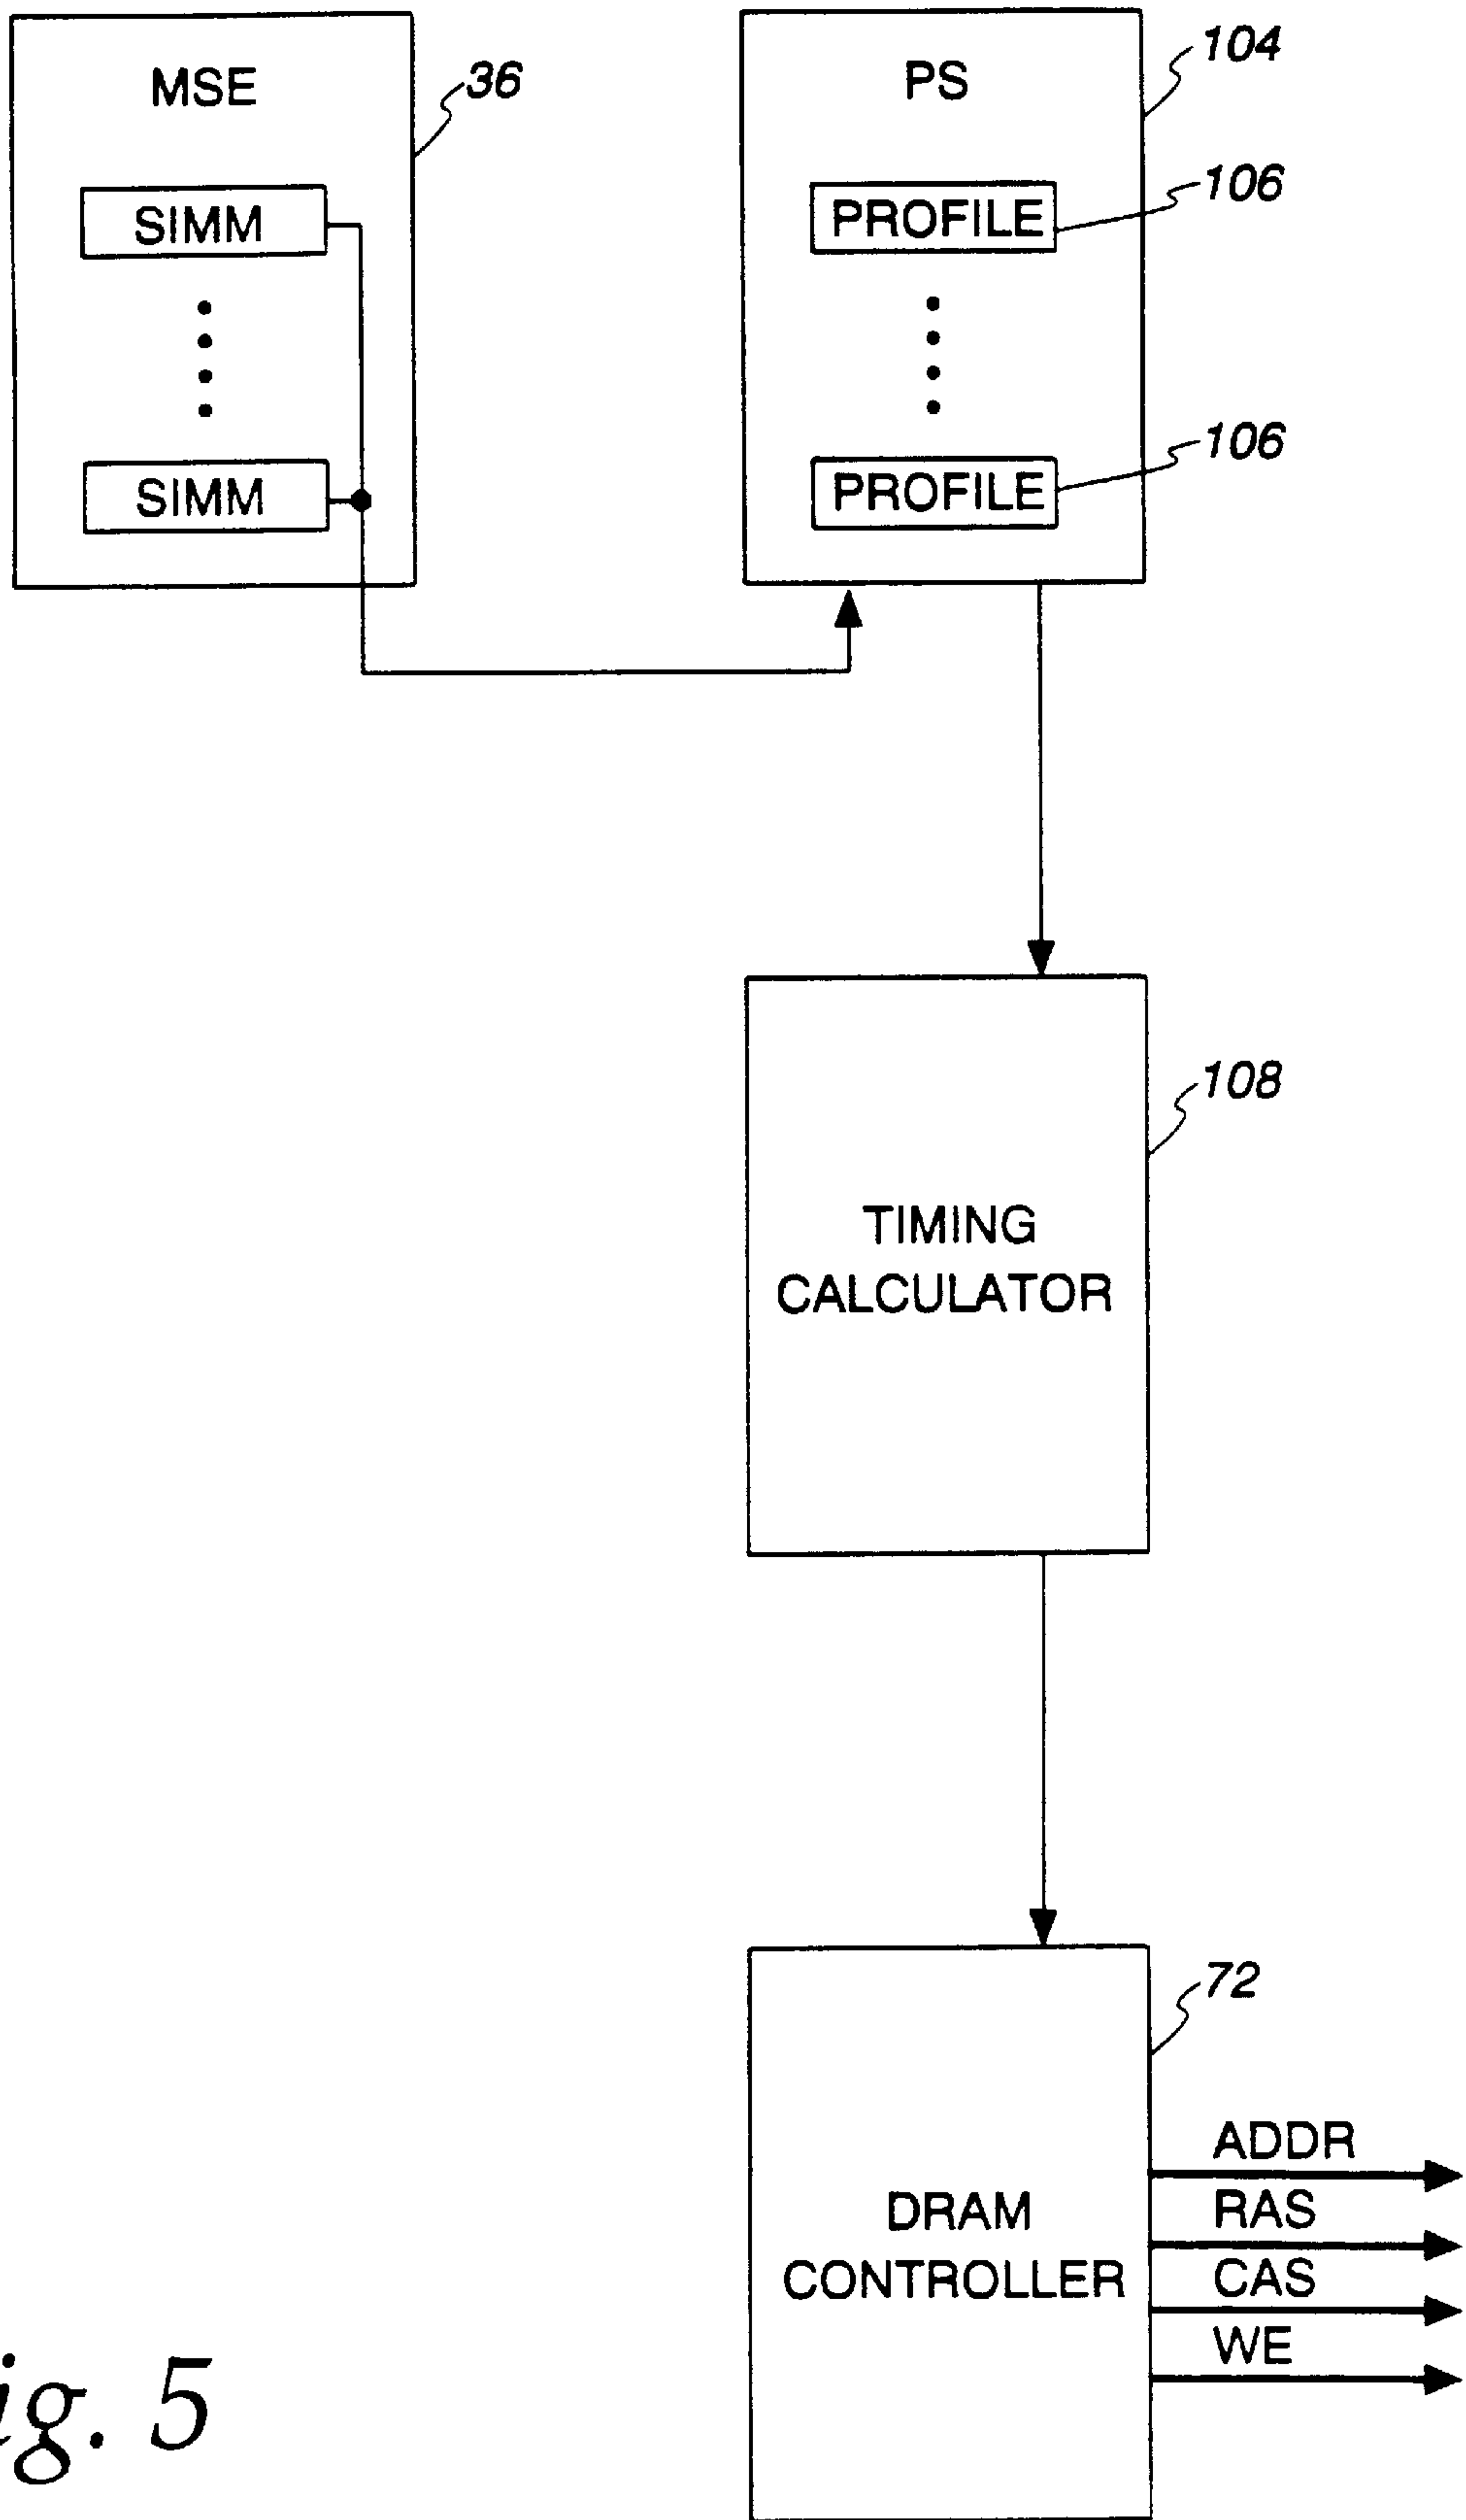 MSE
36
SIMM
SIMM
PS
104
PROFILE
106
PROFILE
106
TIMING
CALCULATOR
108
DRAM
CONTROLLER
72
ADDR
RAS
CAS
WE
ig. 5